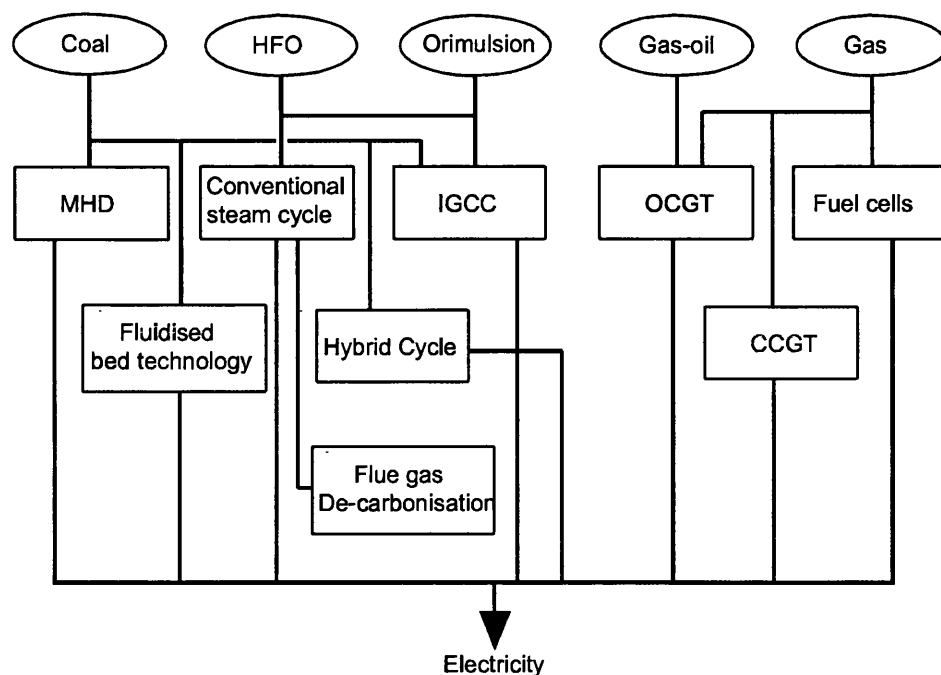 Coal
HFO
Orimulsion
Gas-oil
Gas
MHD
Conventional
steam cycle
IGCC
OCGT
Fuel cells
Fluidised
bed technology
Hybrid Cycle
CCGT
Flue gas
De-carbonisation
Electricity